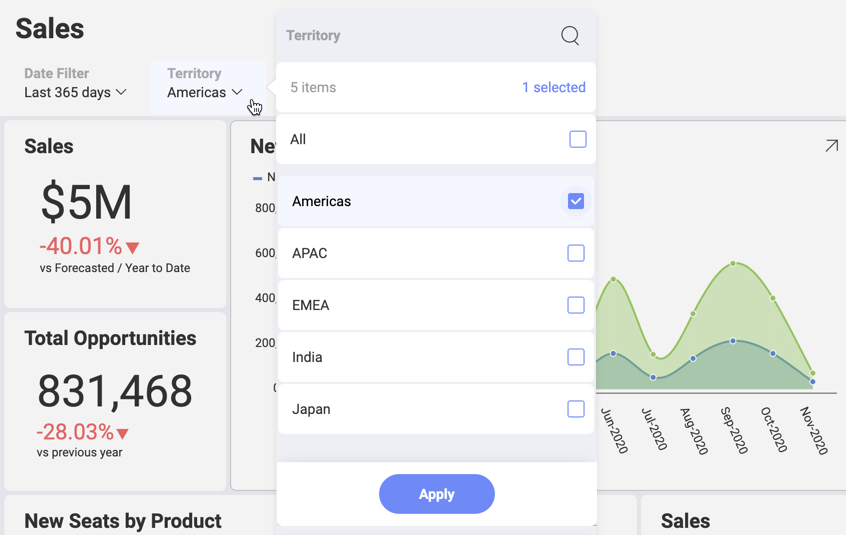 Sales
Date Filter
Last 365 days
Territory
Americas
Territory
5 items
1 selected
All
Americas
APAC
EMEA
India
Japan
Apply
Sales
$5M
-40.01%
vs Forecasted / Year to Date
Total Opportunities
831,468
-28.03%
vs previous year
800,
600,
400,
200,
Jun-2020
Jul-2020
Aug-2020
Sep-2020
Oct-2020
Nov-2020
New Seats by Product
Sales